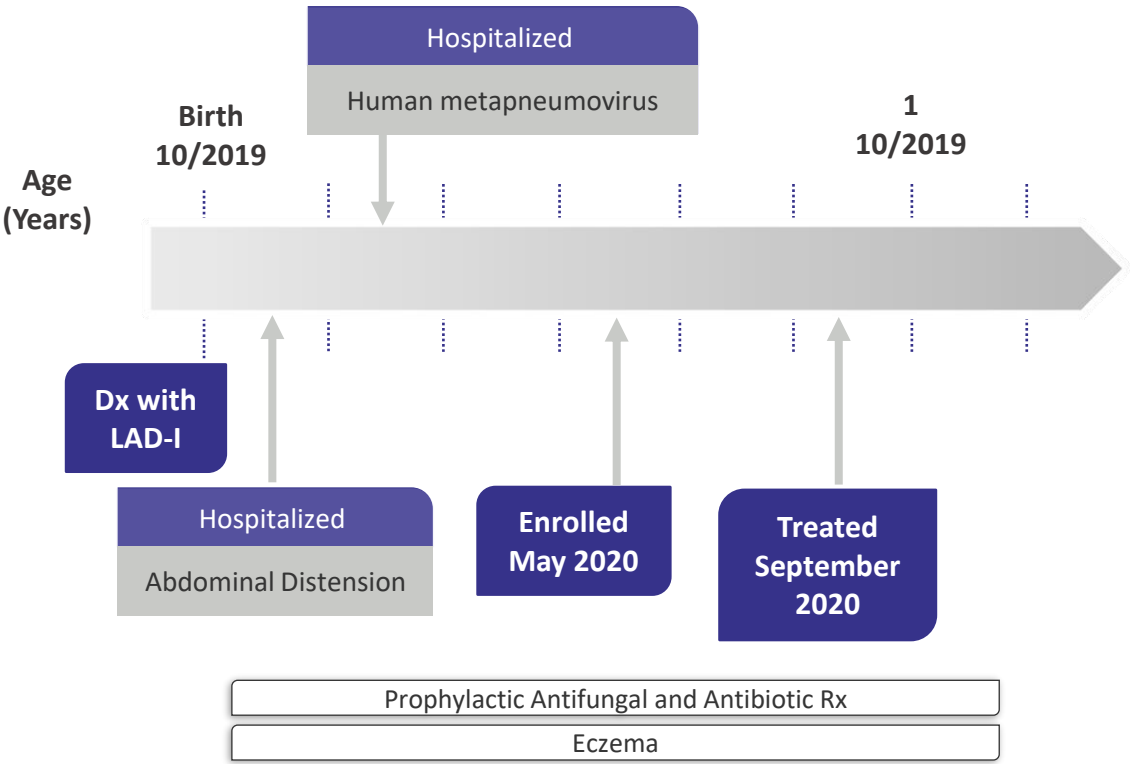 Hospitalized
Human metapneumovirus
Birth
10/2019
1
10/2019
Age
(Years)
Dx with
LAD-I
Hospitalized
Abdominal Distension
Enrolled
May 2020
Treated
September
2020
Prophylactic Antifungal and Antibiotic Rx
Eczema